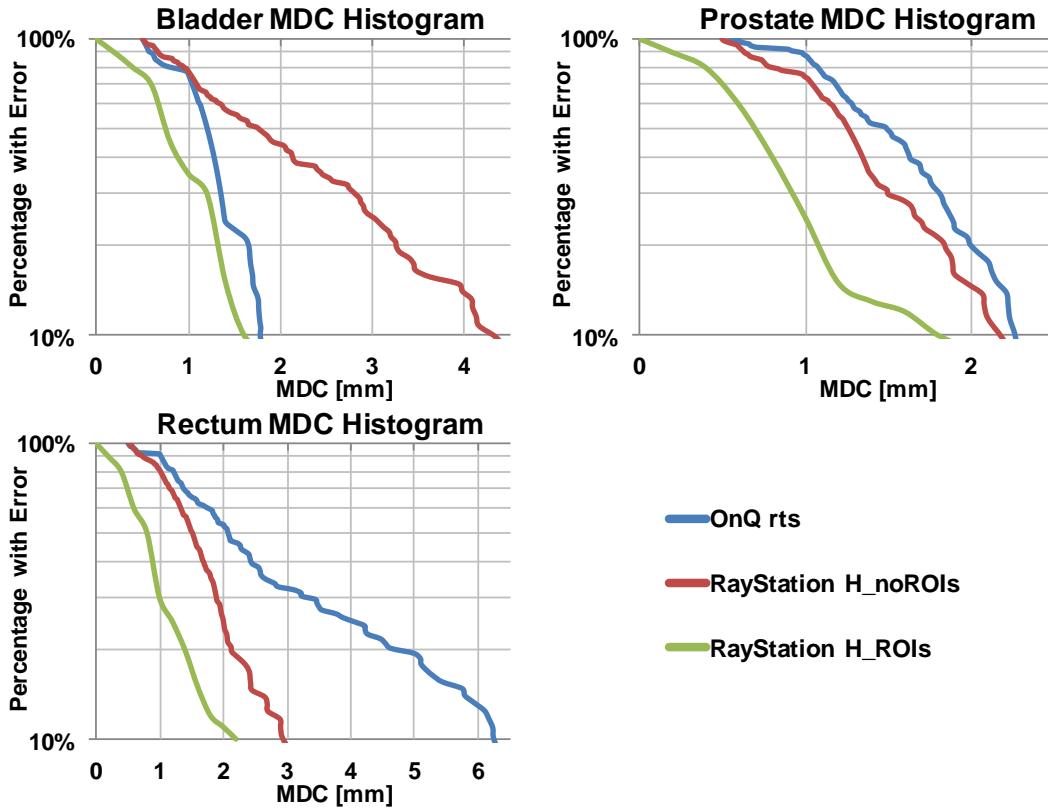 Bladder MDC Histogram
100%
10%
Percentage with Error
0 1 2 3 4
MDC [mm]
Prostate MDC Histogram
100%
10%
Percentage with Error
0 1 2
MDC [mm]
Rectum MDC Histogram
100%
10%
Percentage with Error
0 1 2 3 4 5 6
MDC [mm]
OnQ rts
RayStation H_noROIs
RayStation H_ROIs